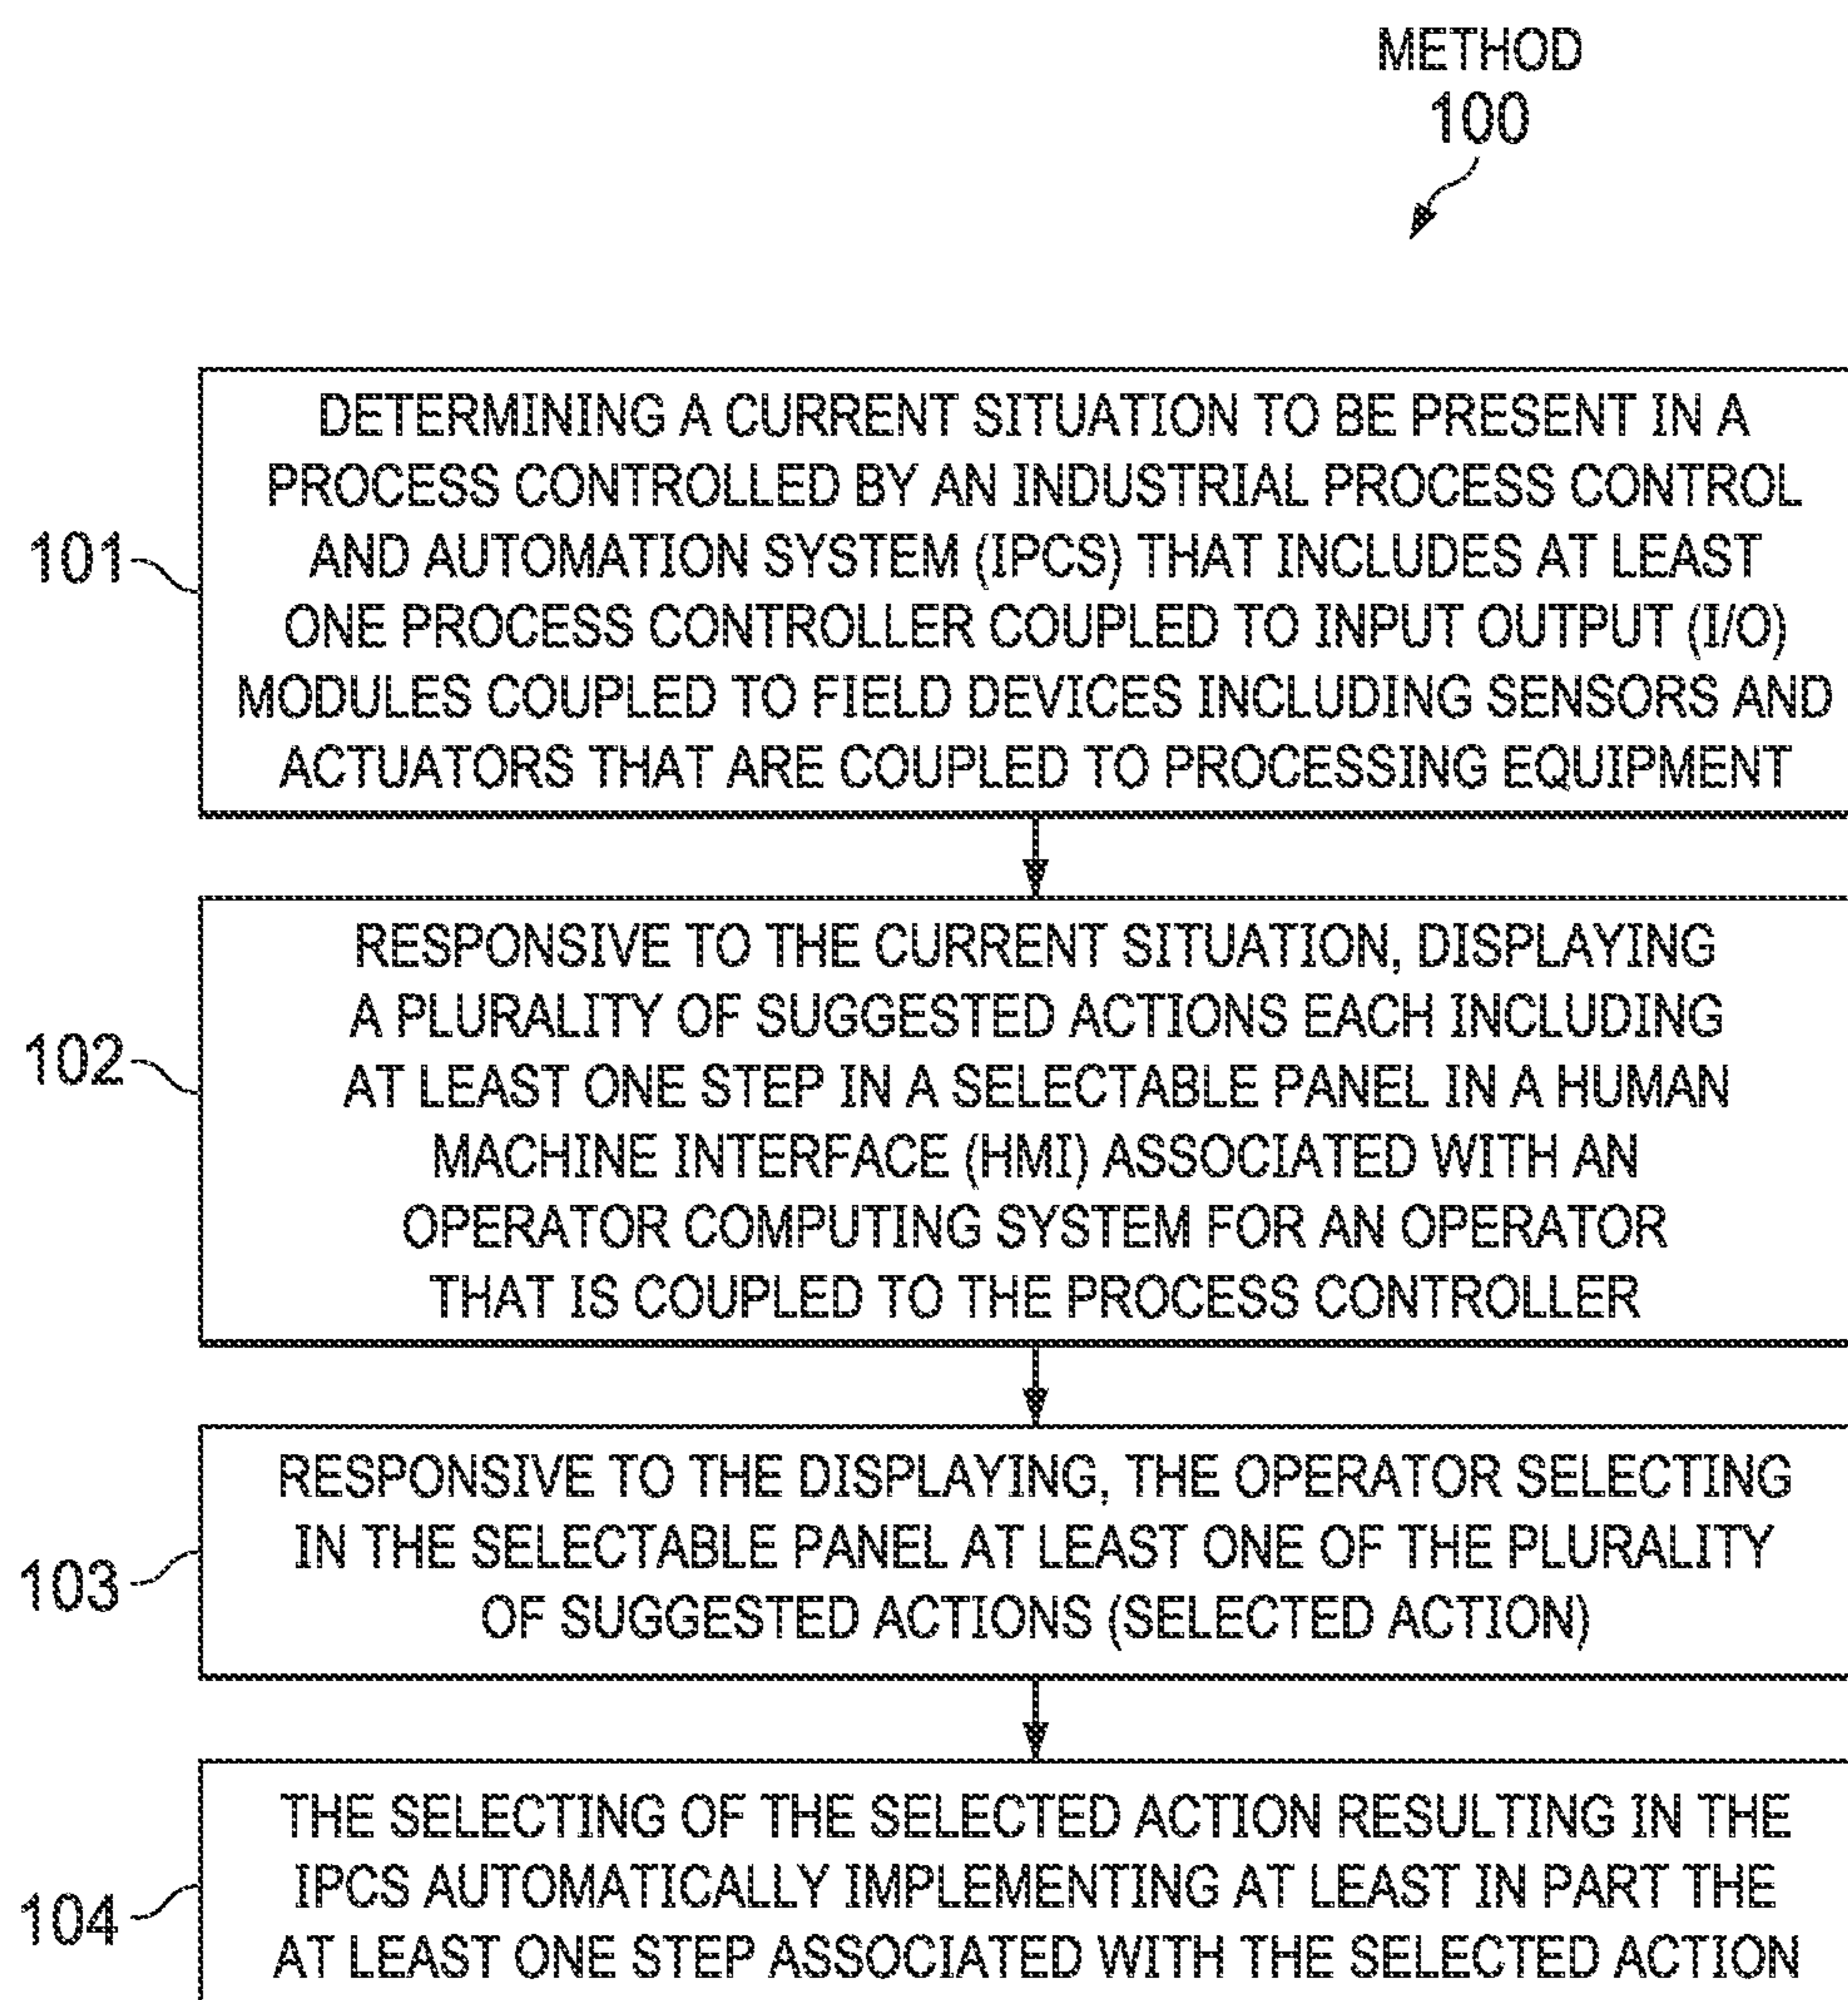 METHOD
100
101
DETERMINING A CURRENT SITUATION TO BE PRESENT IN A
PROCESS CONTROLLED BY AN INDUSTRIAL PROCESS CONTROL
AND AUTOMATION SYSTEM (IPCS) THAT INCLUDES AT LEAST
ONE PROCESS CONTROLLER COUPLED TO INPUT OUTPUT (I/O)
MODULES COUPLED TO FIELD DEVICES INCLUDING SENSORS AND
ACTUATORS THAT ARE COUPLED TO PROCESSING EQUIPMENT
102
RESPONSIVE TO THE CURRENT SITUATION, DISPLAYING
A PLURALITY OF SUGGESTED ACTIONS EACH INCLUDING
AT LEAST ONE STEP IN A SELECTABLE PANEL IN A HUMAN
MACHINE INTERFACE (HMI) ASSOCIATED WITH AN
OPERATOR COMPUTING SYSTEM FOR AN OPERATOR
THAT IS COUPLED TO THE PROCESS CONTROLLER
103
RESPONSIVE TO THE DISPLAYING, THE OPERATOR SELECTING
IN THE SELECTABLE PANEL AT LEAST ONE OF THE PLURALITY
OF SUGGESTED ACTIONS (SELECTED ACTION)
104
THE SELECTING OF THE SELECTED ACTION RESULTING IN THE
IPCS AUTOMATICALLY IMPLEMENTING AT LEAST IN PART THE
AT LEAST ONE STEP ASSOCIATED WITH THE SELECTED ACTION